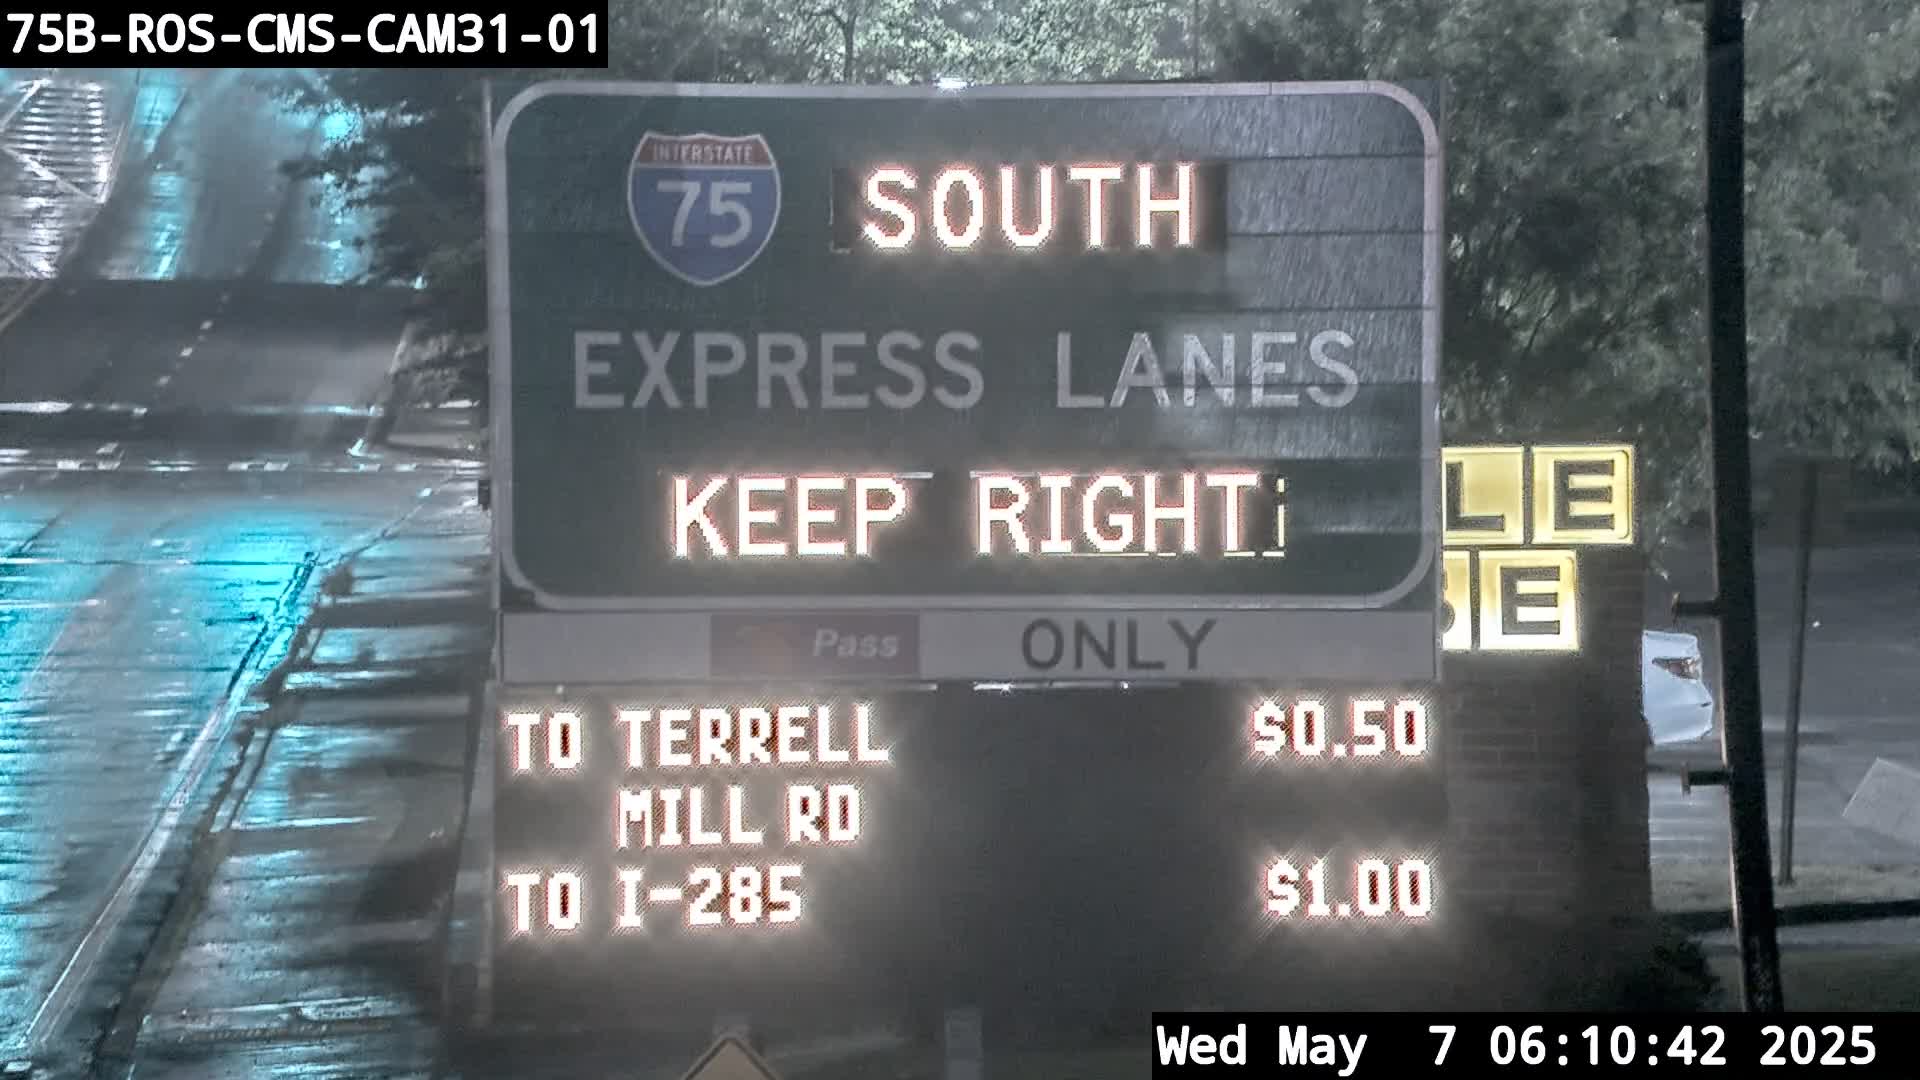 75B-ROS-CMS-CAM31-01
INTERSTATE
75
SOUTH
EXPRESS LANES
KEEP RIGHT
Pass ONLY
TO TERRELL $0.50
MILL RD
TO I-285 $1.00
LE
E
Wed May 7 06:10:42 2025